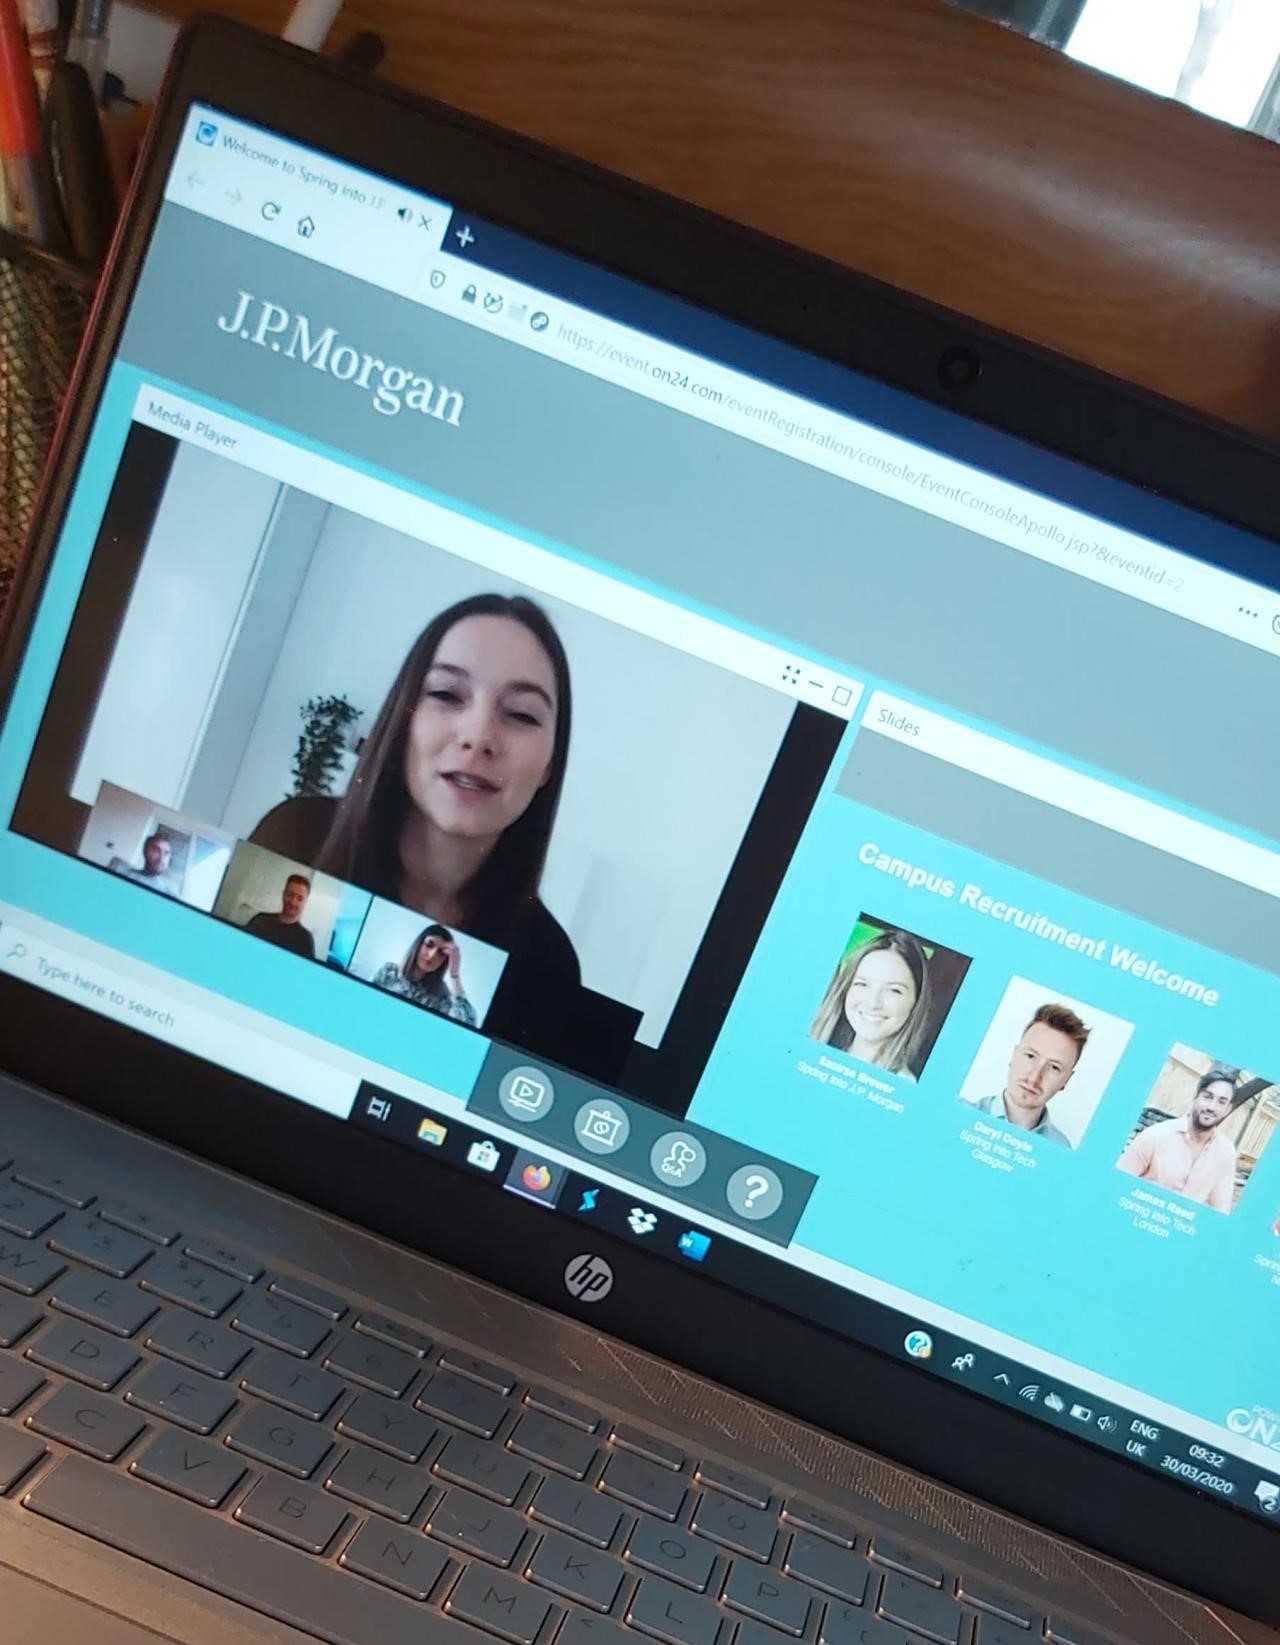 Welcome to Spring Into J.P
https://event.on24.com/eventRegistration/console/EventConsoleApollo.jsp?&eventid=2
J.P.Morgan
Media Player
Slides
Campus Recruitment Welcome
Saoirse Brewer
Spring into J.P. Morgan
Daryl Doyle
Spring into Tech
Glasgow
James Reed
Spring into Tech
London
Type here to search
Q&A
?
hp
ENG
UK
09:32
30/03/2020
2
W
E
R
T
Y
U
I
O
P
D
F
G
H
J
K
L
C
V
B
N
M